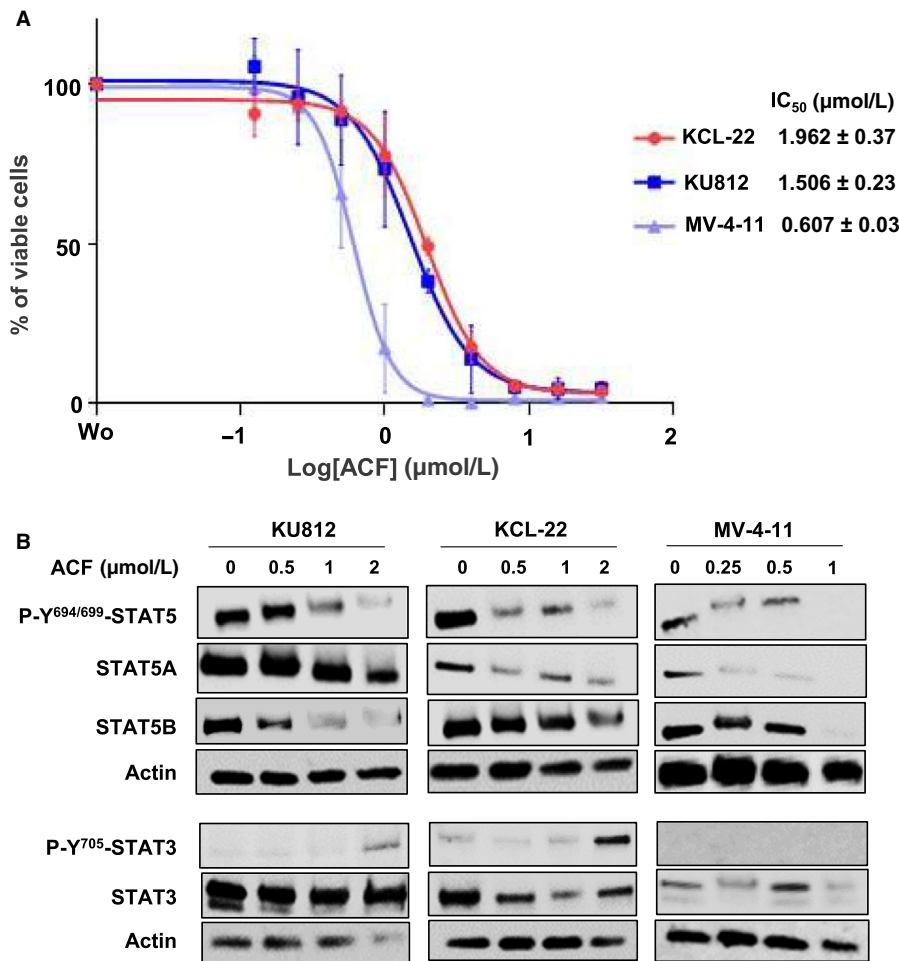 A
100
50
0
% of viable cells
Wo
–1 0 1 2
Log[ACF] (µmol/L)
IC50 (µmol/L)
KCL-22 1.962 ± 0.37
KU812 1.506 ± 0.23
MV-4-11 0.607 ± 0.03
B
KU812 KCL-22 MV-4-11
ACF (µmol/L) 0 0.5 1 2 0 0.5 1 2 0 0.25 0.5 1
P-Y694/699-STAT5
STAT5A
STAT5B
Actin
P-Y705-STAT3
STAT3
Actin